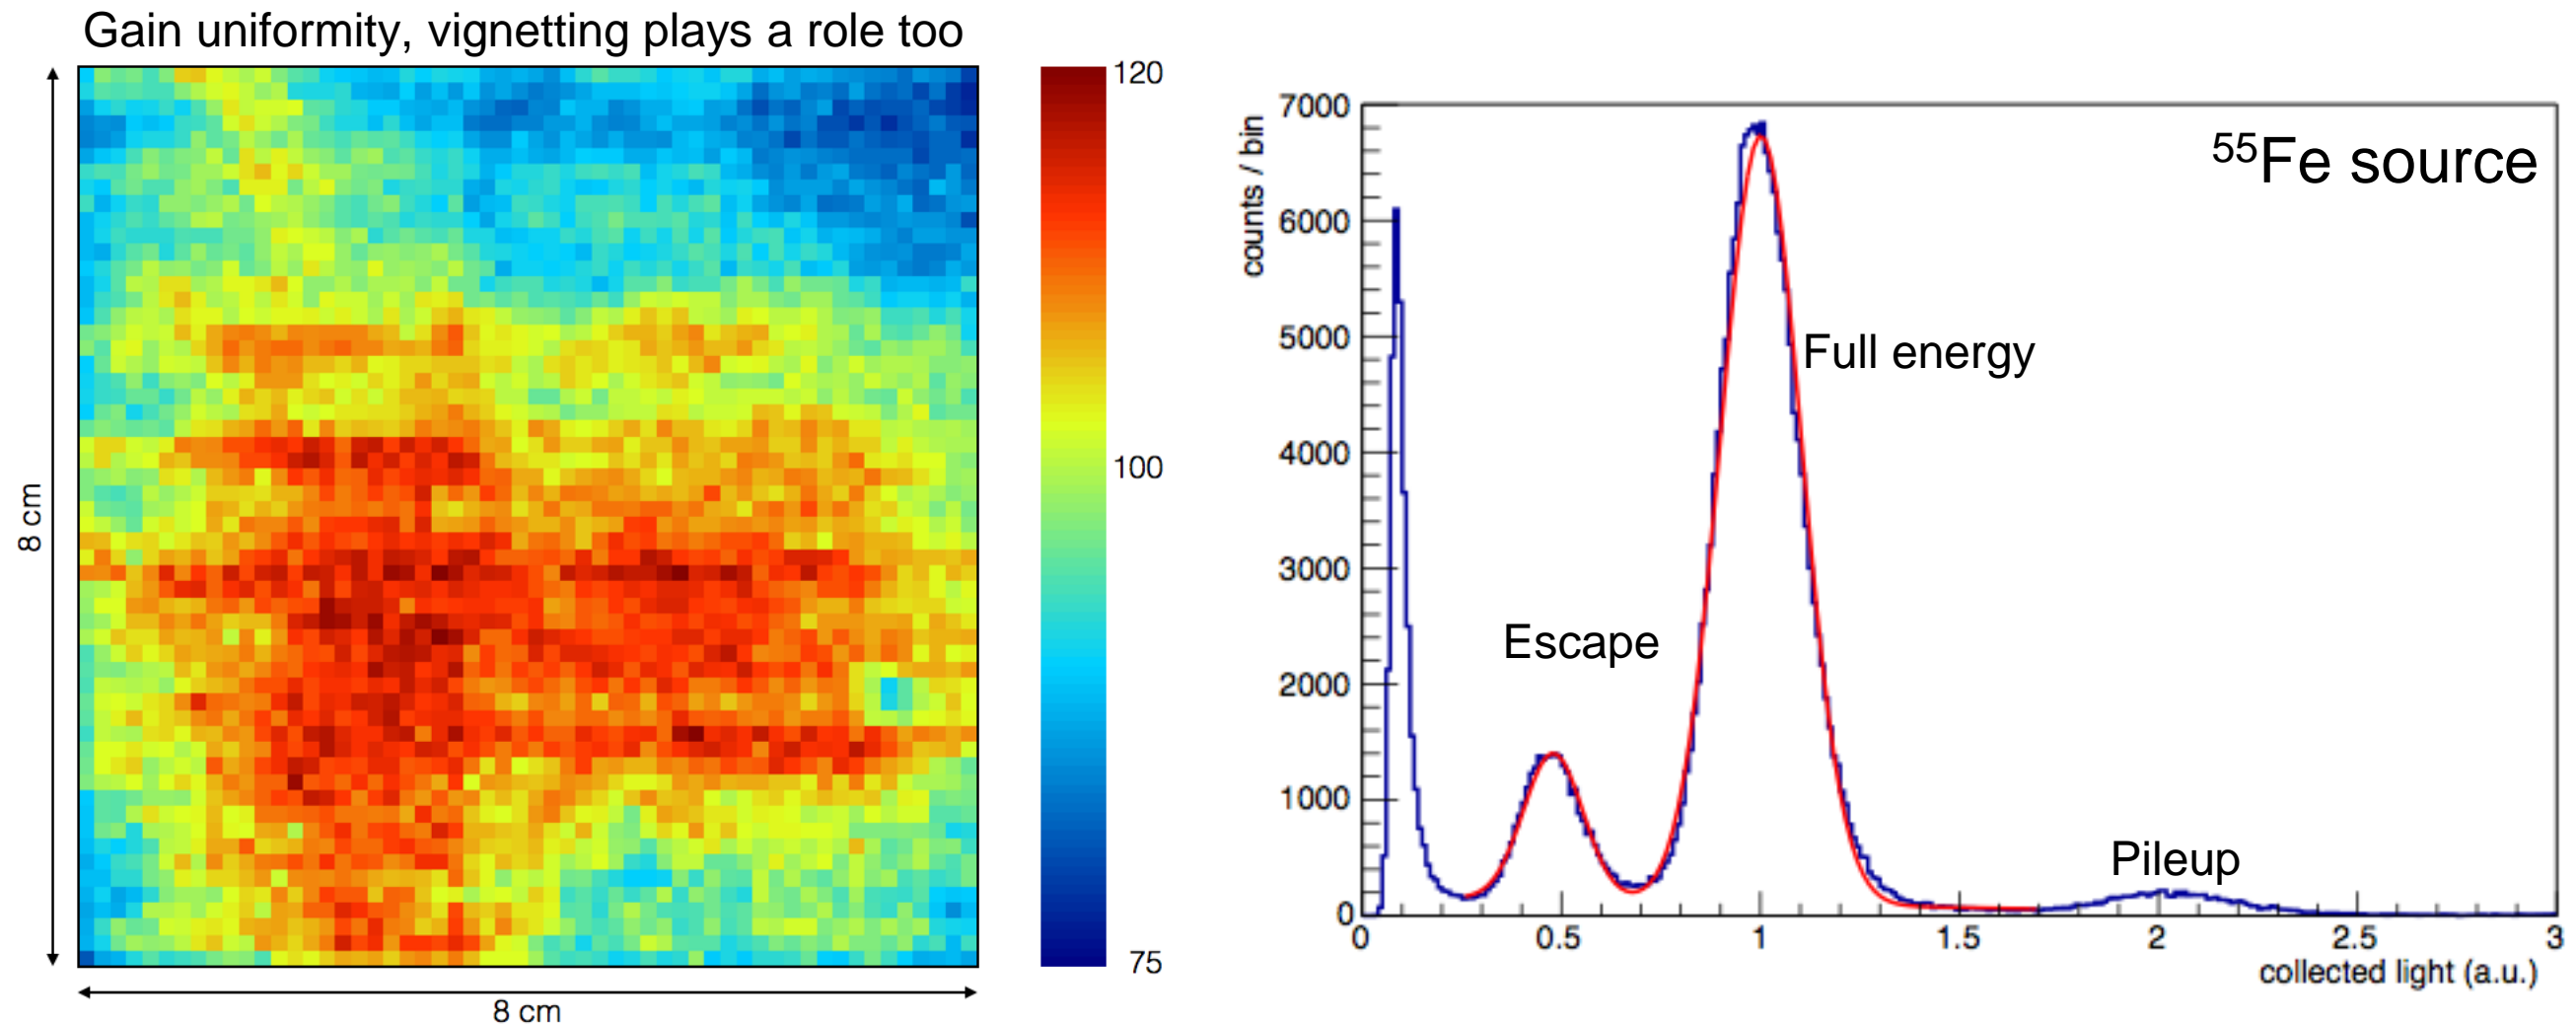 Gain uniformity, vignetting plays a role too
8 cm
8 cm
120
100
75
counts / bin
7000
6000
5000
4000
3000
2000
1000
0
⁵⁵Fe source
Full energy
Escape
Pileup
0 0.5 1 1.5 2 2.5 3
collected light (a.u.)